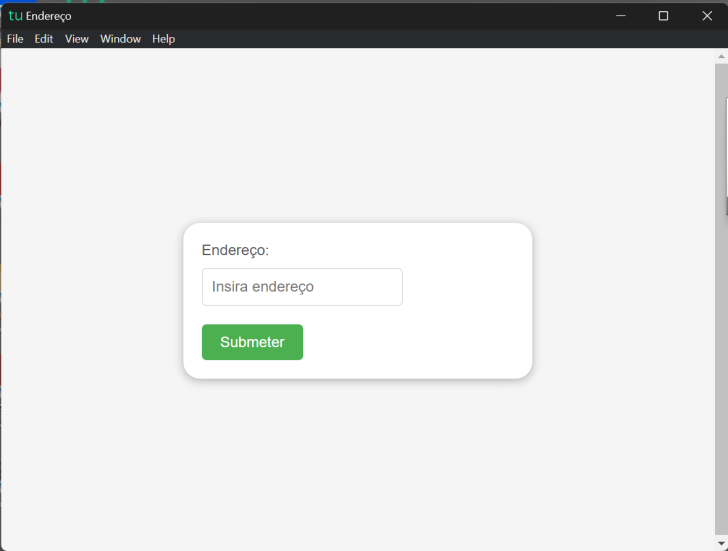 tu Endereço
File Edit View Window Help
Endereço:
Insira endereço
Submeter